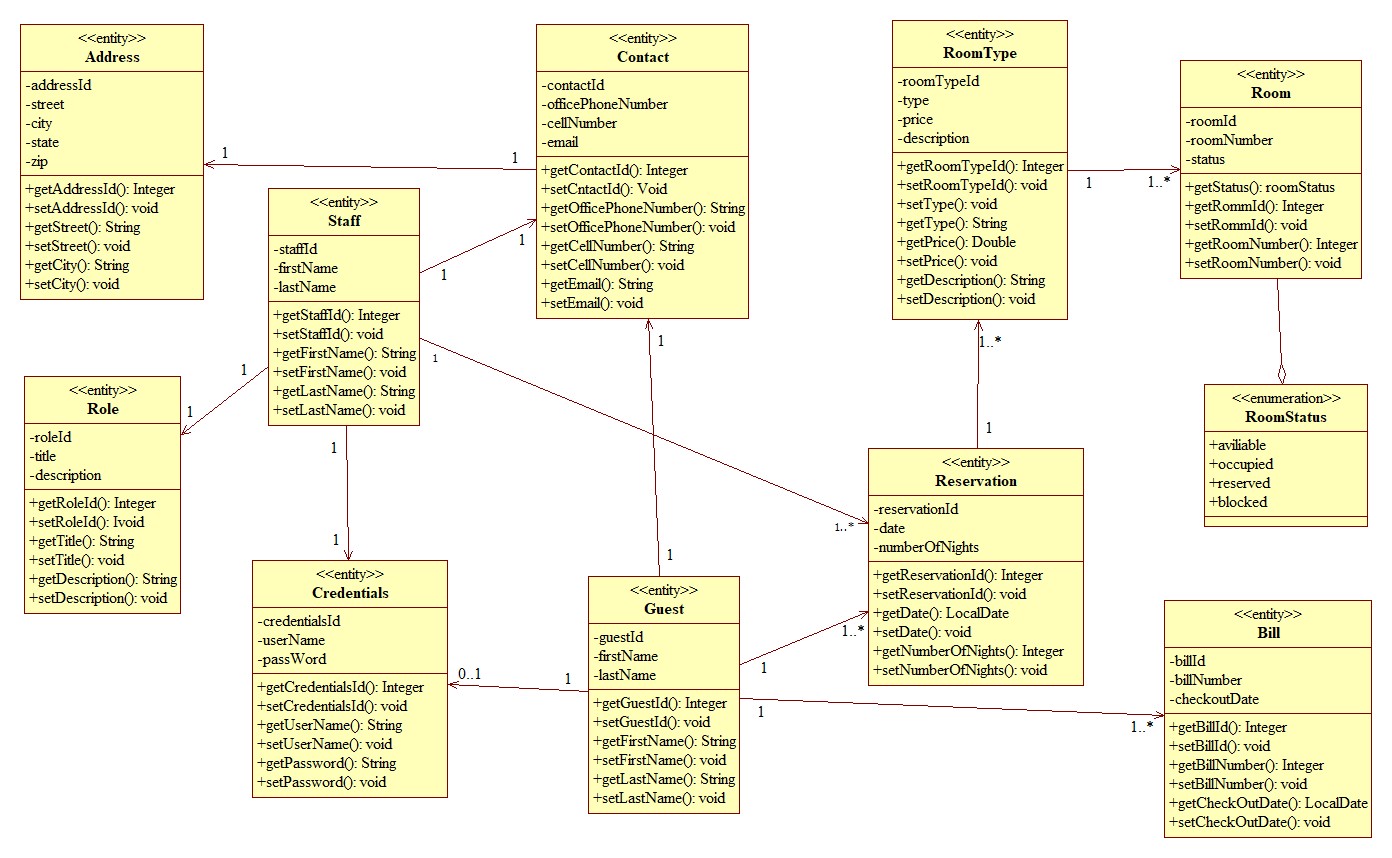 <<entity>>
Address
-addressId
-street
-city
-state
-zip
+getAddressId(): Integer
+setAddressId(): void
+getStreet(): String
+setStreet(): void
+getCity(): String
+setCity(): void
1
1
<<entity>>
Contact
-contactId
-officePhoneNumber
-cellNumber
-email
+getContactId(): Integer
+setCntactId(): Void
+getOfficePhoneNumber(): String
+setOfficePhoneNumber(): void
+getCellNumber(): String
+setCellNumber(): void
+getEmail(): String
+setEmail(): void
<<entity>>
RoomType
-roomTypeId
-type
-price
-description
+getRoomTypeId(): Integer
+setRoomTypeId(): void
+setType(): void
+getType(): String
+getPrice(): Double
+setPrice(): void
+getDescription(): String
+setDescription(): void
1
1..*
<<entity>>
Room
-roomId
-roomNumber
-status
+getStatus(): roomStatus
+getRommId(): Integer
+setRommId(): void
+getRoomNumber(): Integer
+setRoomNumber(): void
<<entity>>
Staff
-staffId
-firstName
-lastName
+getStaffId(): Integer
+setStaffId(): void
+getFirstName(): String
+setFirstName(): void
+getLastName(): String
+setLastName(): void
1
1
1
1..*
1
1
1
1
1
1
1..*
1
<<entity>>
Role
-roleId
-title
-description
+getRoleId(): Integer
+setRoleId(): Ivoid
+getTitle(): String
+setTitle(): void
+getDescription(): String
+setDescription(): void
<<enumeration>>
RoomStatus
+aviliable
+occupied
+reserved
+blocked
<<entity>>
Reservation
-reservationId
-date
-numberOfNights
+getReservationId(): Integer
+setReservationId(): void
+getDate(): LocalDate
+setDate(): void
+getNumberOfNights(): Integer
+setNumberOfNights(): void
<<entity>>
Credentials
-credentialsId
-userName
-passWord
+getCredentialsId(): Integer
+setCredentialsId(): void
+getUserName(): String
+setUserName(): void
+getPassword(): String
+setPassword(): void
0..1
1
<<entity>>
Guest
-guestId
-firstName
-lastName
+getGuestId(): Integer
+setGuestId(): void
+getFirstName(): String
+setFirstName(): void
+getLastName(): String
+setLastName(): void
1
1..*
1
1..*
<<entity>>
Bill
-billId
-billNumber
-checkoutDate
+getBillId(): Integer
+setBillId(): void
+getBillNumber(): Integer
+setBillNumber(): void
+getCheckOutDate(): LocalDate
+setCheckOutDate(): void